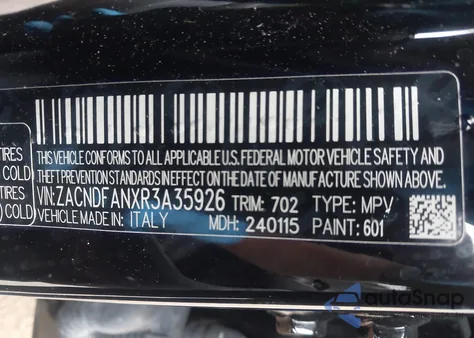 THIS VEHICLE CONFORMS TO ALL APPLICABLE U.S. FEDERAL MOTOR VEHICLE SAFETY AND
THEFT PREVENTION STANDARDS IN EFFECT ON THE DATE OF MANUFACTURE SHOWN ABOVE.
VIN: ZACNDFANXR3A35926 TRIM: 702 TYPE: MPV
VEHICLE MADE IN: ITALY MDH: 240115 PAINT: 601
TIRES
COLD
TIRES
) COLD
autoSnap